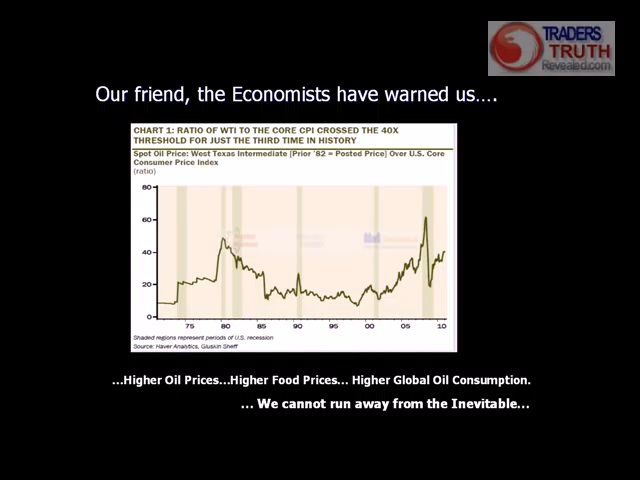 TRADERS
TRUTH
Revealed.com
Our friend, the Economists have warned us….
CHART 1: RATIO OF WTI TO THE CORE CPI CROSSED THE 40X
THRESHOLD FOR JUST THE THIRD TIME IN HISTORY
Spot Oil Price: West Texas Intermediate [Prior '82 = Posted Price] Over U.S. Core
Consumer Price Index
(ratio)
80
60
40
20
0
75 80 85 90 95 00 05 10
Shaded regions represent periods of U.S. recession
Source: Haver Analytics, Gluskin Sheff
…Higher Oil Prices…Higher Food Prices… Higher Global Oil Consumption.
… We cannot run away from the Inevitable…